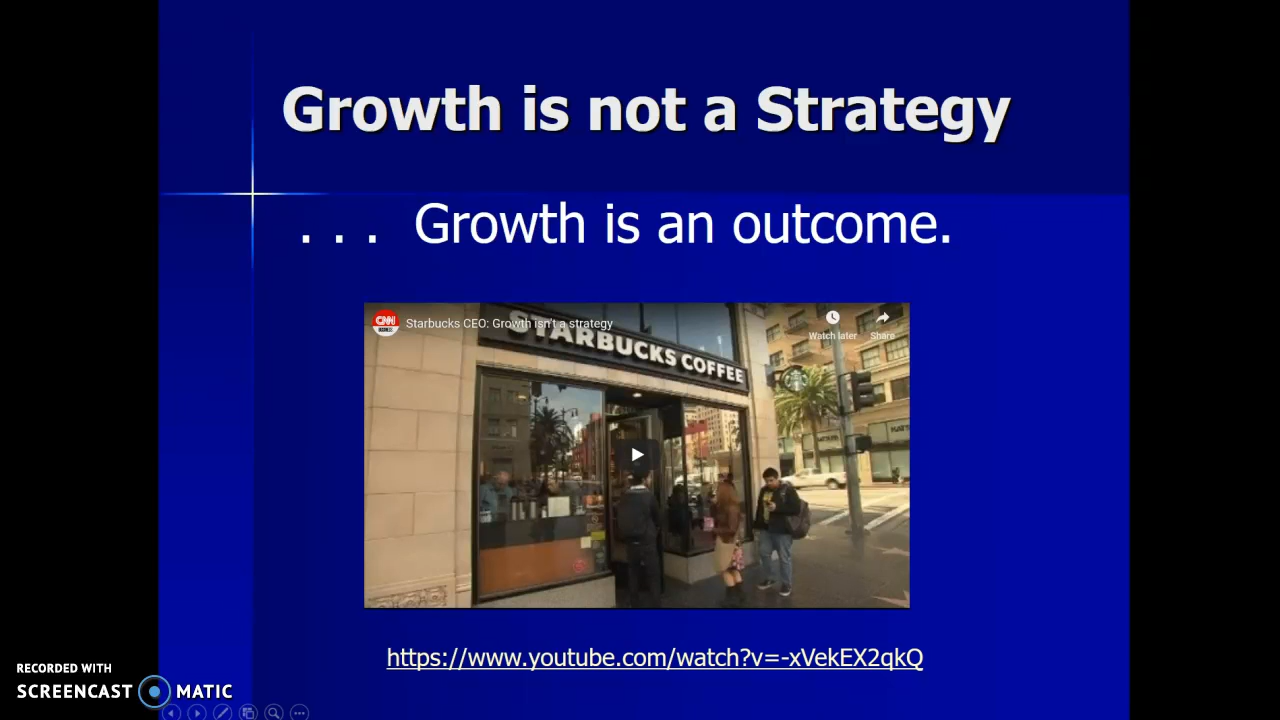 Growth is not a Strategy
. . . Growth is an outcome.
CNN
Starbucks CEO: Growth isn't a strategy
Watch later
Share
STARBUCKS COFFEE
https://www.youtube.com/watch?v=-xVekEX2qkQ
RECORDED WITH
SCREENCAST MATIC